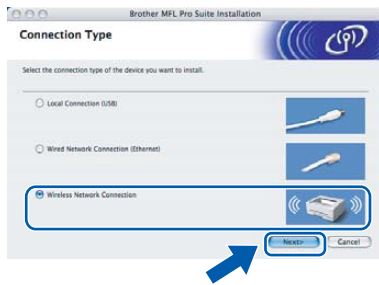 Brother MFL Pro Suite Installation
Connection Type
Select the connection type of the device you want to install.
Local Connection (USB)
Wired Network Connection (Ethernet)
Wireless Network Connection
Next>
Cancel